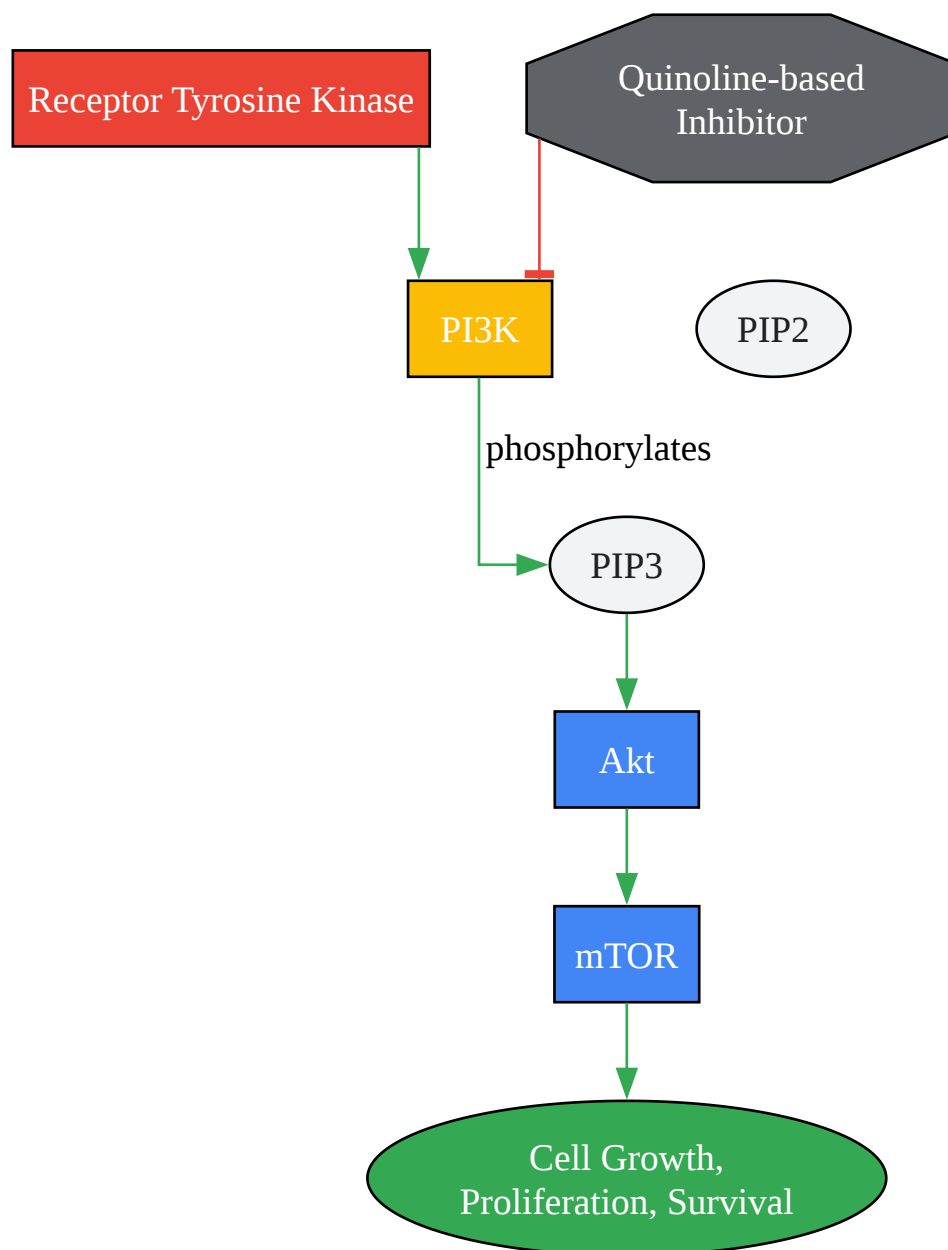 Receptor Tyrosine Kinase
Quinoline-based
Inhibitor
PI3K
PIP2
phosphorylates
PIP3
Akt
mTOR
Cell Growth,
Proliferation, Survival